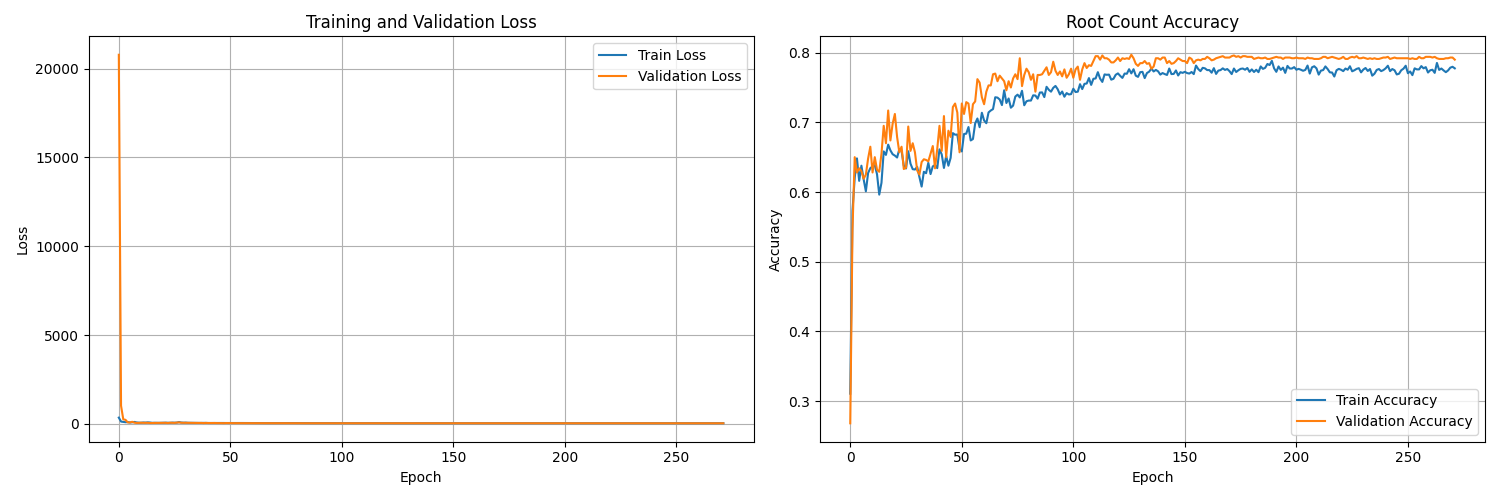 Training and Validation Loss
Train Loss
Validation Loss
20000
15000
10000
5000
0
Loss
0 50 100 150 200 250
Epoch
Root Count Accuracy
0.8
0.7
0.6
0.5
0.4
0.3
Accuracy
Train Accuracy
Validation Accuracy
0 50 100 150 200 250
Epoch